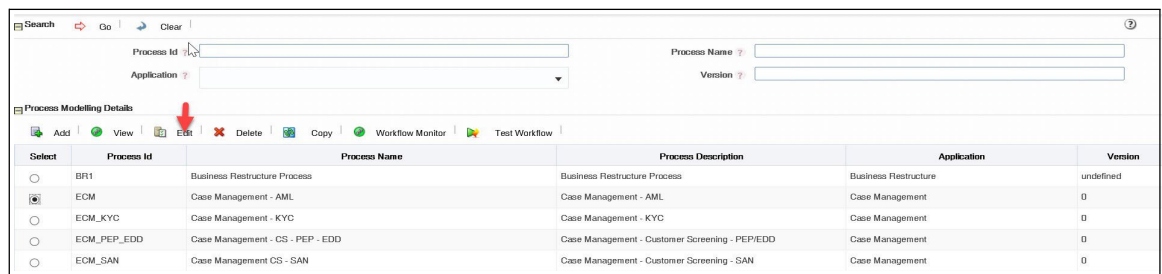 Search Go Clear ?
Process Id ? Process Name ?
Application ? Version ?
Process Modelling Details
Add View Edit Delete Copy Workflow Monitor Test Workflow
Select Process Id Process Name Process Description Application Version
BR1 Business Restructure Process Business Restructure Process Business Restructure undefined
ECM Case Management - AML Case Management - AML Case Management 0
ECM_KYC Case Management - KYC Case Management - KYC Case Management 0
ECM_PEP_EDD Case Management - CS - PEP - EDD Case Management - Customer Screening - PEP/EDD Case Management 0
ECM_SAN Case Management CS - SAN Case Management - Customer Screening - SAN Case Management 0